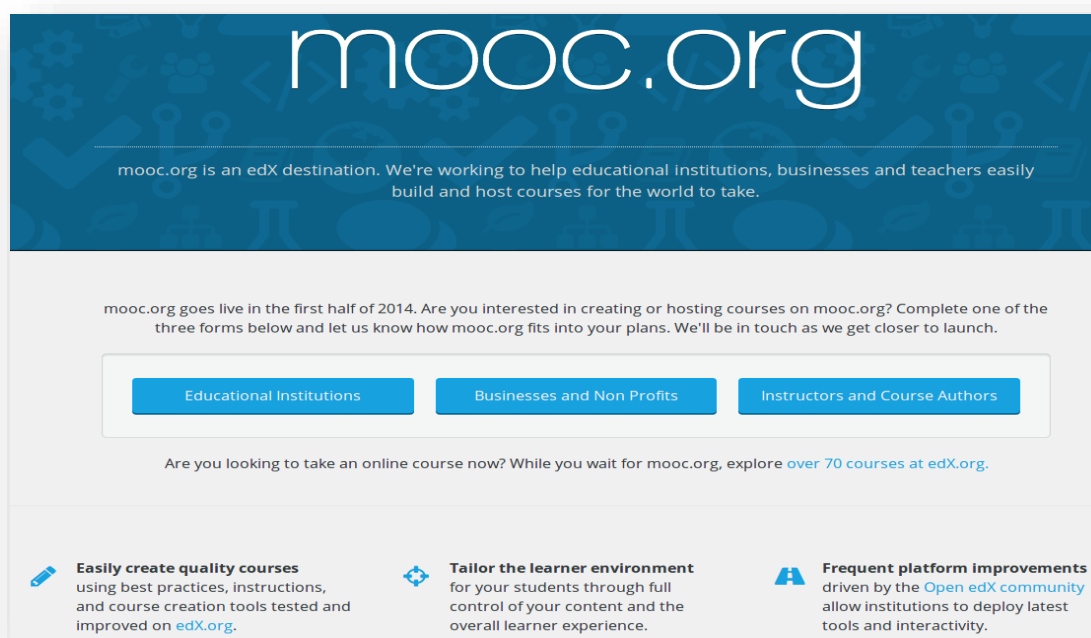 mooc.org
mooc.org is an edX destination. We're working to help educational institutions, businesses and teachers easily
build and host courses for the world to take.
mooc.org goes live in the first half of 2014. Are you interested in creating or hosting courses on mooc.org? Complete one of the
three forms below and let us know how mooc.org fits into your plans. We'll be in touch as we get closer to launch.
Educational Institutions
Businesses and Non Profits
Instructors and Course Authors
Are you looking to take an online course now? While you wait for mooc.org, explore over 70 courses at edX.org.
Easily create quality courses
using best practices, instructions,
and course creation tools tested and
improved on edX.org.
Tailor the learner environment
for your students through full
control of your content and the
overall learner experience.
Frequent platform improvements
driven by the Open edX community
allow institutions to deploy latest
tools and interactivity.